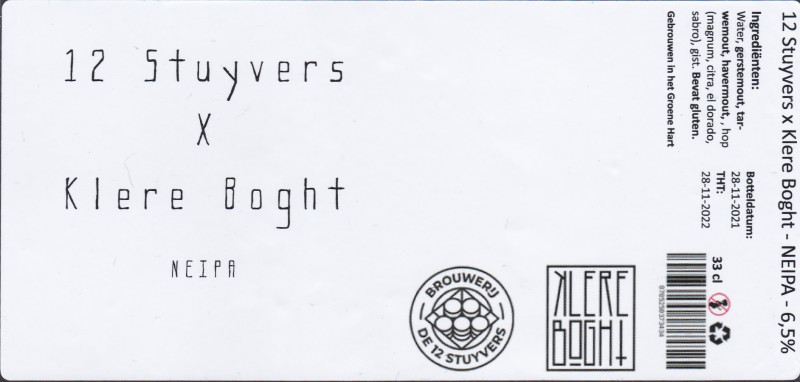 12 Stuyvers
X
Klere Boght
NEIPA
BROUWERIJ
DE 12 STUYVERS
KLERE
BOGHT
12 Stuyvers x Klere Boght - NEIPA - 6,5%
Ingrediënten:
Water, gerstemout, tar-
wemout, havermout, , hop
(magnum, citra, el dorado,
sabro), gist. Bevat gluten.
Gebrouwen in het Groene Hart
Botteldatum:
28-11-2021
THT:
28-11-2022
33 cl